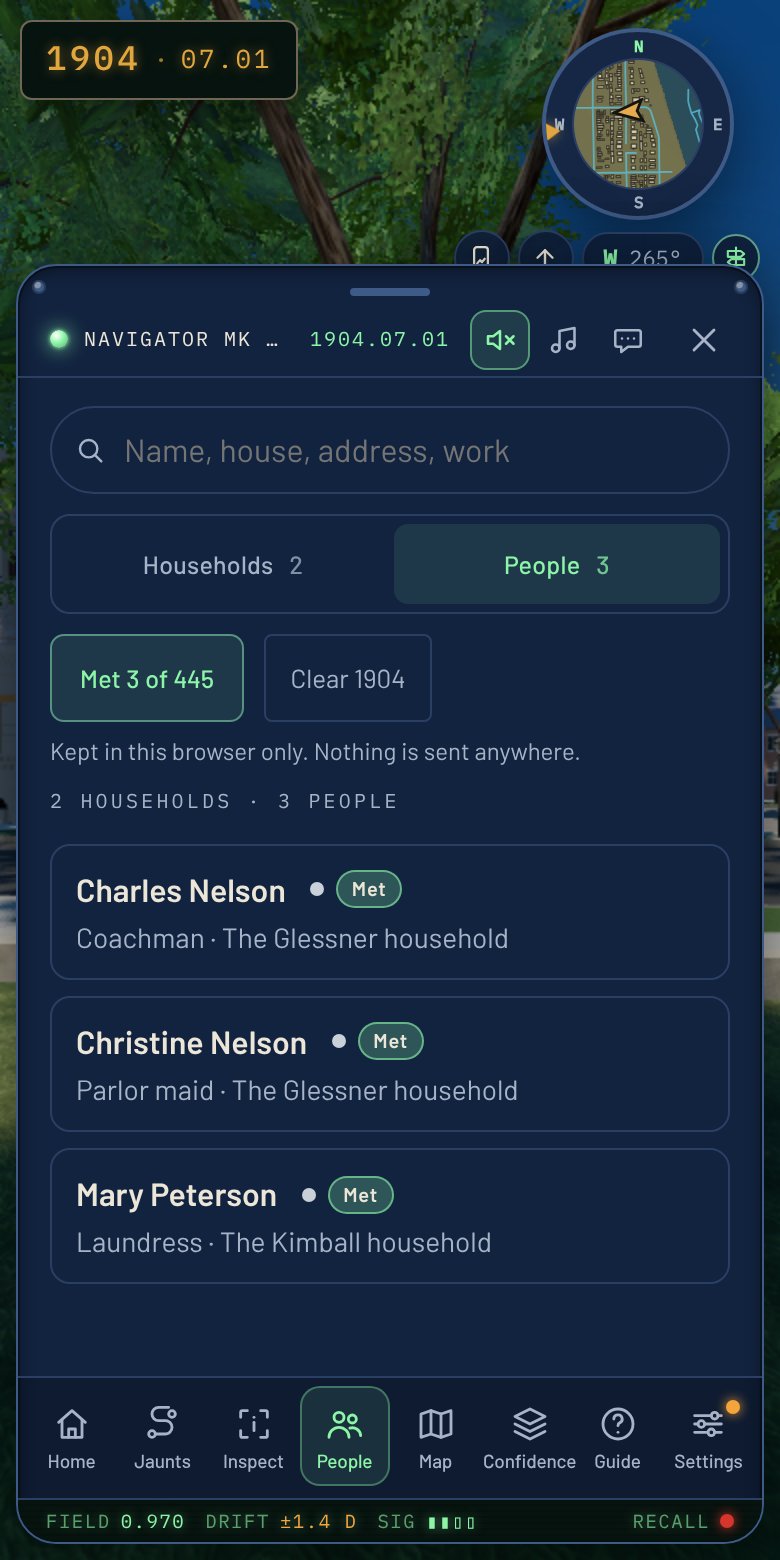 1904 · 07.01
N
W
E
S
W 265°
NAVIGATOR MK …
1904.07.01
Name, house, address, work
Households 2
People 3
Met 3 of 445
Clear 1904
Kept in this browser only. Nothing is sent anywhere.
2 HOUSEHOLDS · 3 PEOPLE
Charles Nelson
Met
Coachman · The Glessner household
Christine Nelson
Met
Parlor maid · The Glessner household
Mary Peterson
Met
Laundress · The Kimball household
Home
Jaunts
Inspect
People
Map
Confidence
Guide
Settings
FIELD 0.970 DRIFT ±1.4 D SIG
RECALL